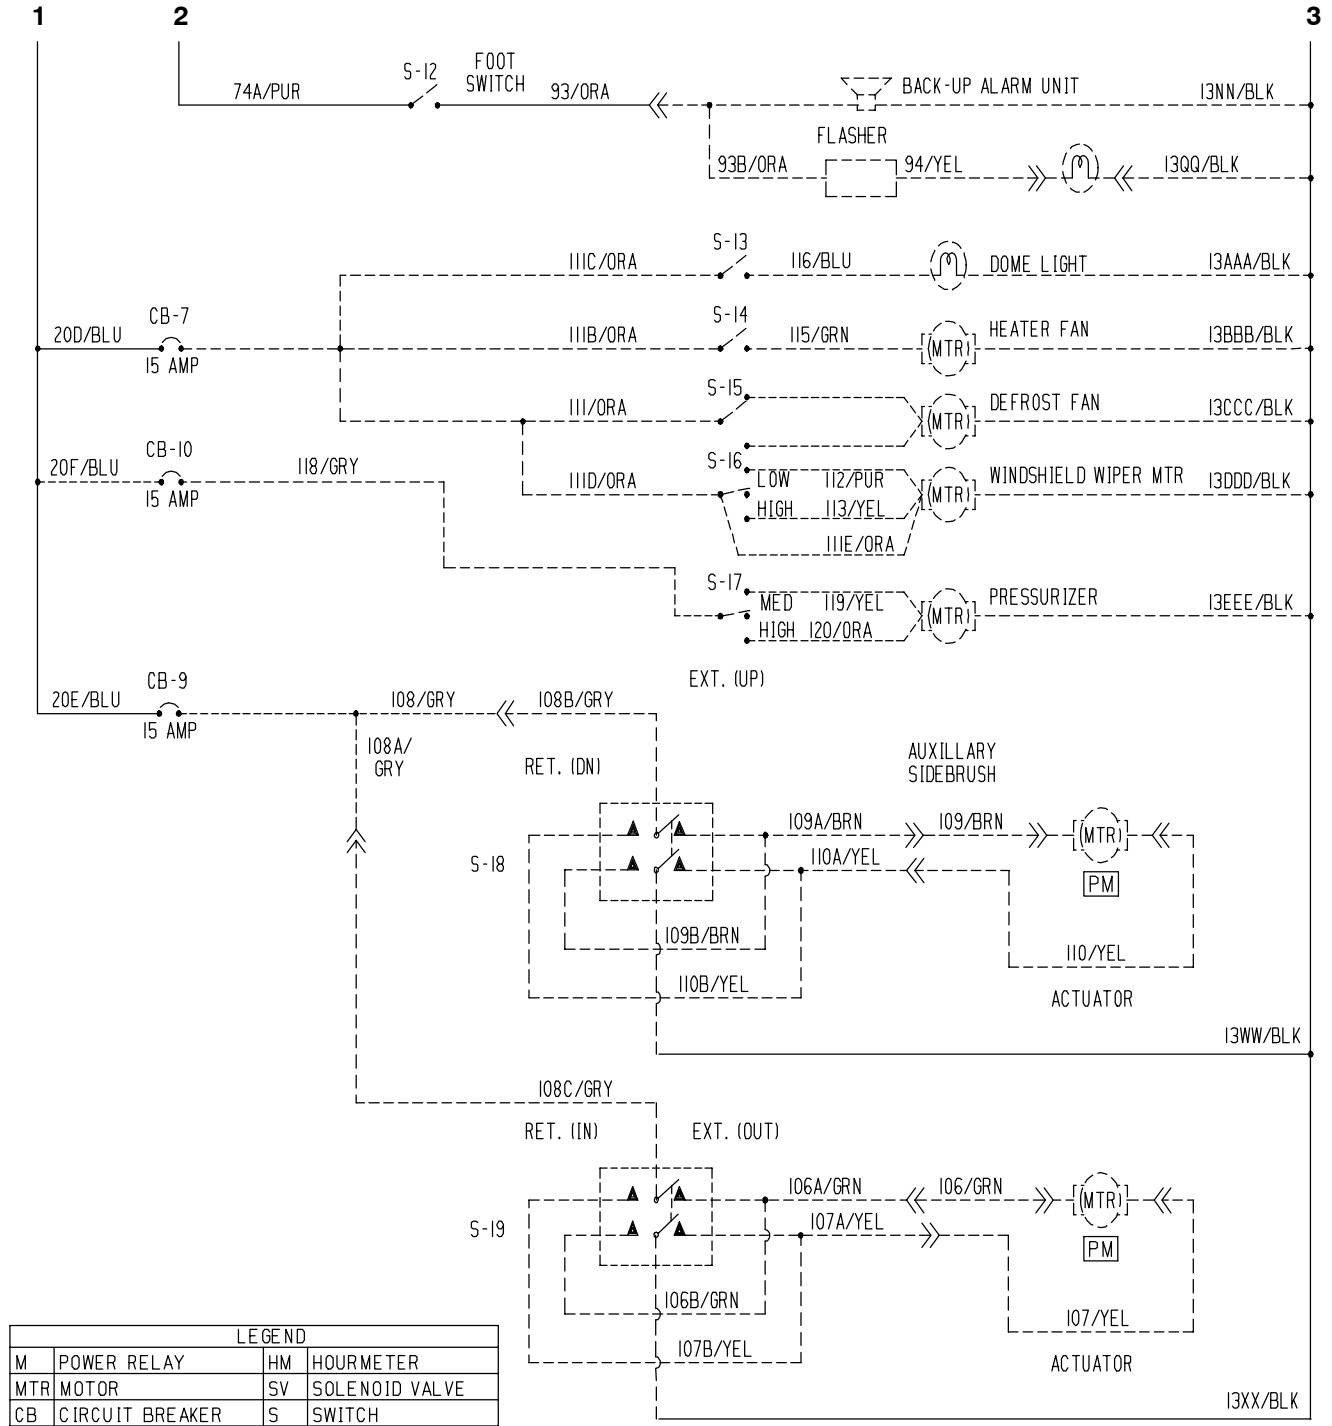 1 2 3
S-12 FOOT SWITCH
74A/PUR 93/ORA BACK-UP ALARM UNIT 13NN/BLK
FLASHER
93B/ORA 94/YEL 13QQ/BLK
S-13
111C/ORA 116/BLU DOME LIGHT 13AAA/BLK
CB-7 S-14
20D/BLU 111B/ORA 115/GRN (MTR) HEATER FAN 13BBB/BLK
15 AMP
S-15
111/ORA (MTR) DEFROST FAN 13CCC/BLK
CB-10 S-16
20F/BLU 118/GRY 111D/ORA LOW 112/PUR (MTR) WINDSHIELD WIPER MTR 13DDD/BLK
15 AMP HIGH 113/YEL
111E/ORA
S-17
MED 119/YEL (MTR) PRESSURIZER 13EEE/BLK
HIGH 120/ORA
EXT. (UP)
CB-9
20E/BLU 108/GRY 108B/GRY
15 AMP
108A/
GRY
RET. (DN)
AUXILLARY
SIDEBRUSH
109A/BRN 109/BRN (MTR)
S-18 110A/YEL
PM
109B/BRN
110/YEL
110B/YEL
ACTUATOR
13WW/BLK
108C/GRY
RET. (IN) EXT. (OUT)
106A/GRN 106/GRN (MTR)
S-19 107A/YEL
PM
106B/GRN
107/YEL
107B/YEL
ACTUATOR
13XX/BLK
LEGEND
M POWER RELAY HM HOURMETER
MTR MOTOR SV SOLENOID VALVE
CB CIRCUIT BREAKER S SWITCH